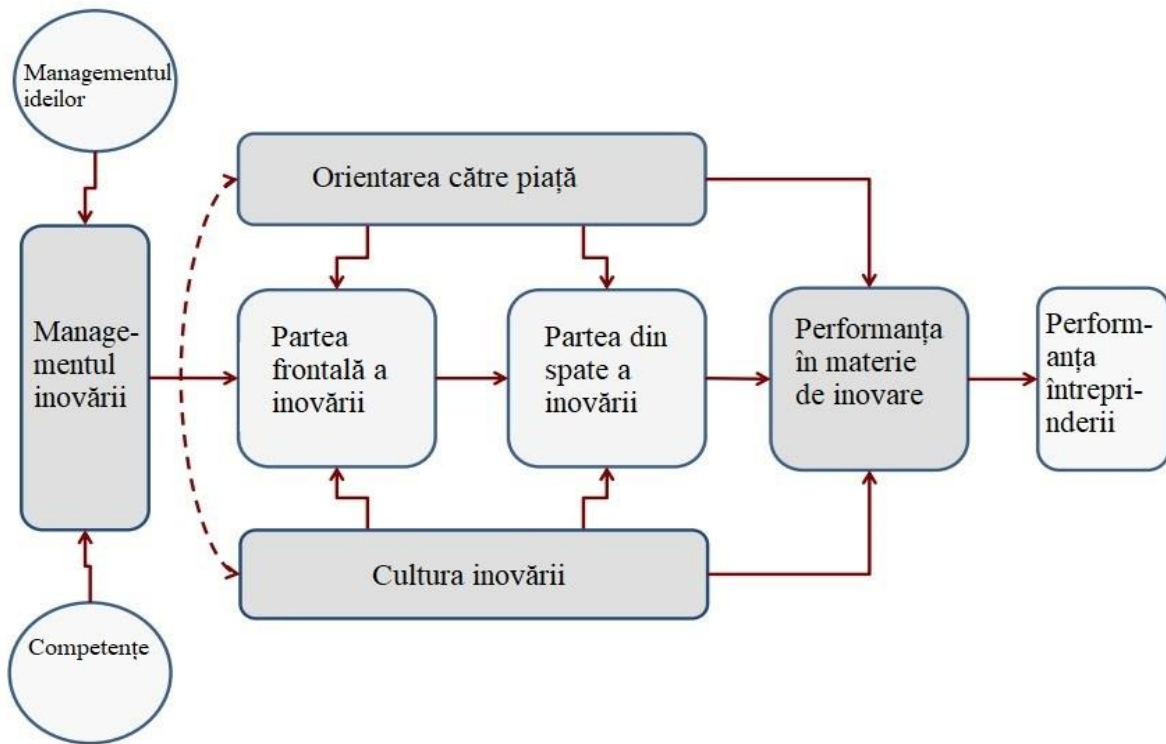 Managementul
ideilor
Orientarea către piață
Manage-
mentul
inovării
Partea
frontală a
inovării
Partea din
spate a
inovării
Performanța
în materie
de inovare
Perform-
anța
întrepri-
nderii
Cultura inovării
Competențe